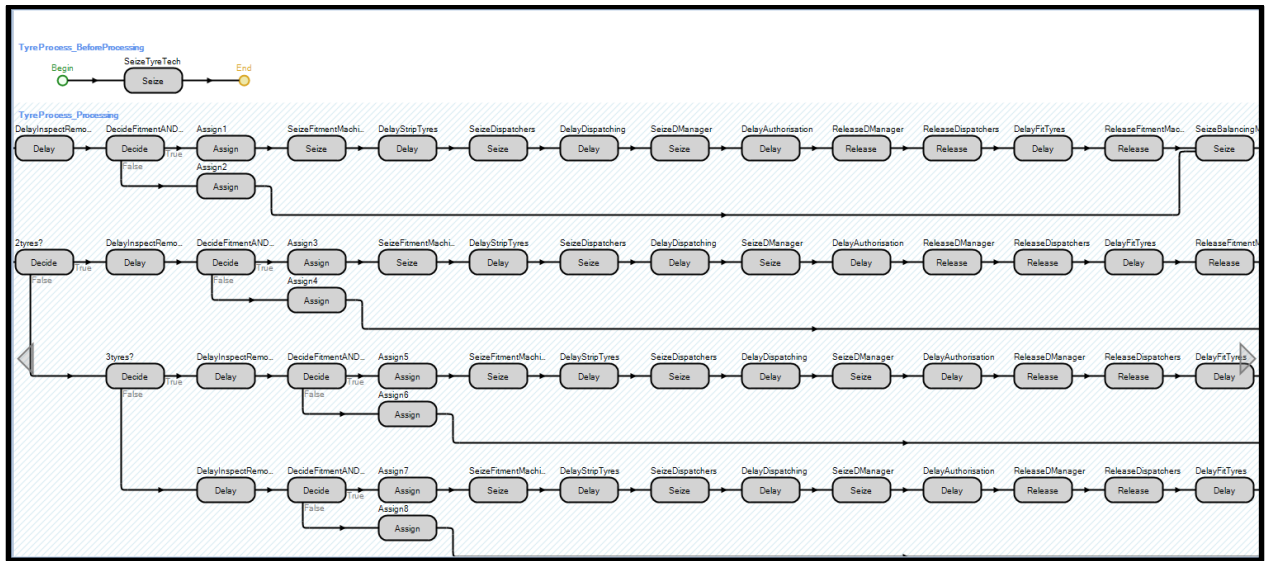 TyreProcess_BeforeProcessing
Begin SeizeTyreTech End
Seize
TyreProcess_Processing
DelayInspectRemo... DecideFitmentAND... Assign1 SeizeFitmentMachi... DelayStripTyres SeizeDispatchers DelayDispatching SeizeDManager DelayAuthorisation ReleaseDManager ReleaseDispatchers DelayFitTyres ReleaseFitmentMac... SeizeBalancingM
Delay Decide Assign Seize Delay Seize Delay Seize Delay Release Release Delay Release Seize
True
False Assign2
Assign
2tyres? DelayInspectRemo... DecideFitmentAND... Assign3 SeizeFitmentMachi... DelayStripTyres SeizeDispatchers DelayDispatching SeizeDManager DelayAuthorisation ReleaseDManager ReleaseDispatchers DelayFitTyres ReleaseFitmentM
Decide Delay Decide Assign Seize Delay Seize Delay Seize Delay Release Release Delay Release
True True
False False Assign4
Assign
3tyres? DelayInspectRemo... DecideFitmentAND... Assign5 SeizeFitmentMachi... DelayStripTyres SeizeDispatchers DelayDispatching SeizeDManager DelayAuthorisation ReleaseDManager ReleaseDispatchers DelayFitTyres
Decide Delay Decide Assign Seize Delay Seize Delay Seize Delay Release Release Delay
True True
False False Assign6
Assign
DelayInspectRemo... DecideFitmentAND... Assign7 SeizeFitmentMachi... DelayStripTyres SeizeDispatchers DelayDispatching SeizeDManager DelayAuthorisation ReleaseDManager ReleaseDispatchers DelayFitTyres
Delay Decide Assign Seize Delay Seize Delay Seize Delay Release Release Delay
True
False Assign8
Assign